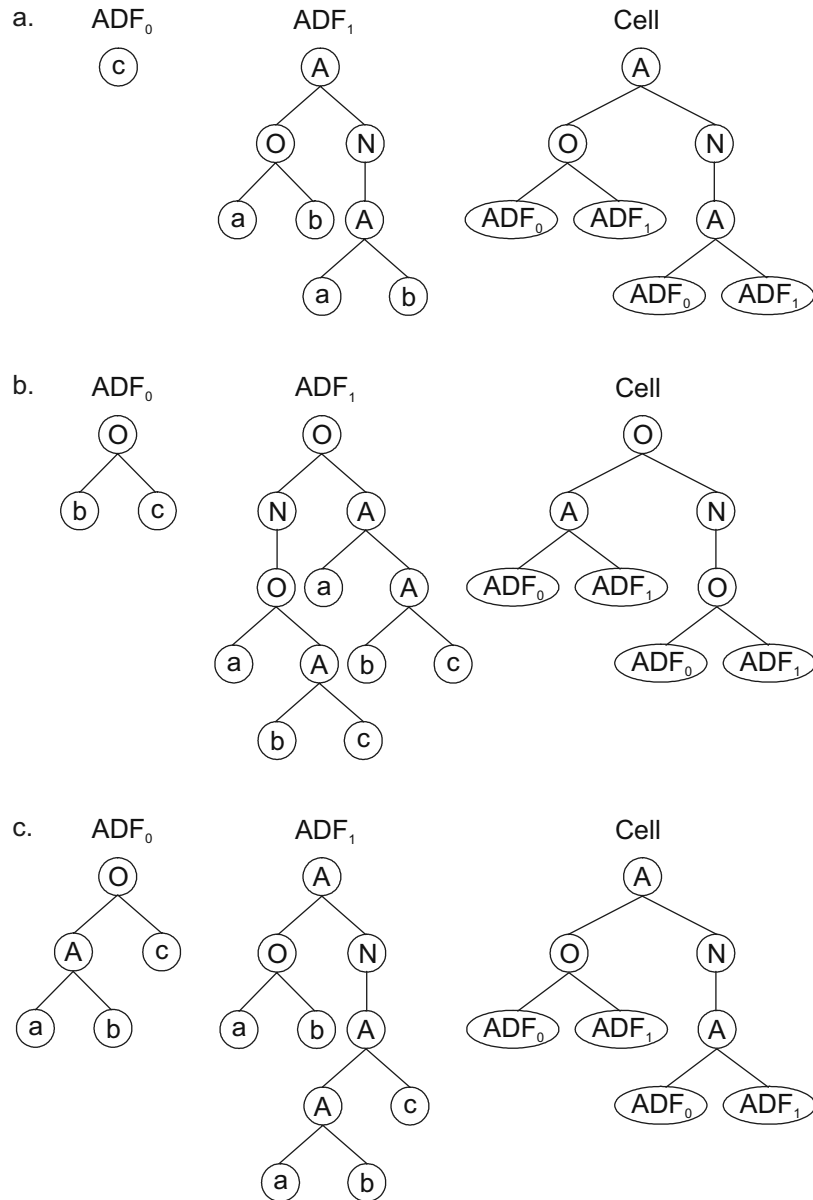 a. ADF₀ ADF₁ Cell
c A A
O N O N
a b A ADF₀ ADF₁ A
a b ADF₀ ADF₁
b. ADF₀ ADF₁ Cell
O O O
b c N A A N
O a A ADF₀ ADF₁ O
a A b c ADF₀ ADF₁
b c
c. ADF₀ ADF₁ Cell
O A A
A c O N O N
a b a b A ADF₀ ADF₁ A
A c ADF₀ ADF₁
a b